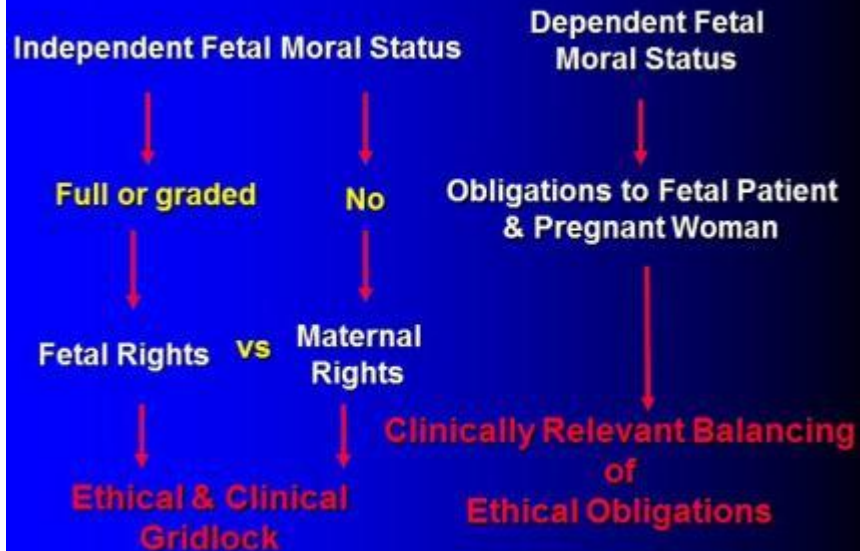 Independent Fetal Moral Status
Full or graded
No
Fetal Rights
vs
Maternal
Rights
Ethical & Clinical
Gridlock
Dependent Fetal
Moral Status
Obligations to Fetal Patient
& Pregnant Woman
Clinically Relevant Balancing
of
Ethical Obligations